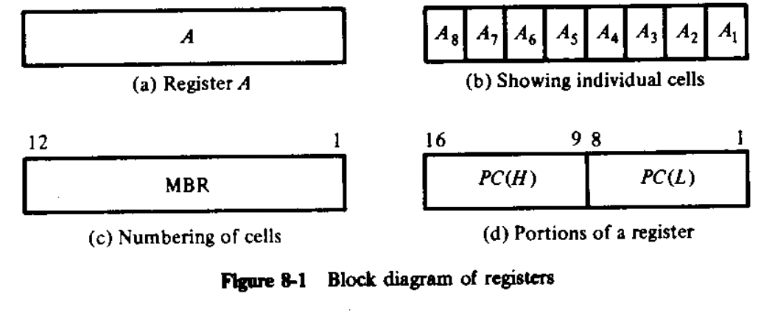 A
A8 A7 A6 A5 A4 A3 A2 A1
(a) Register A
(b) Showing individual cells
12 1
16 9 8 1
MBR
PC(H) PC(L)
(c) Numbering of cells
(d) Portions of a register
Figure 8-1 Block diagram of registers